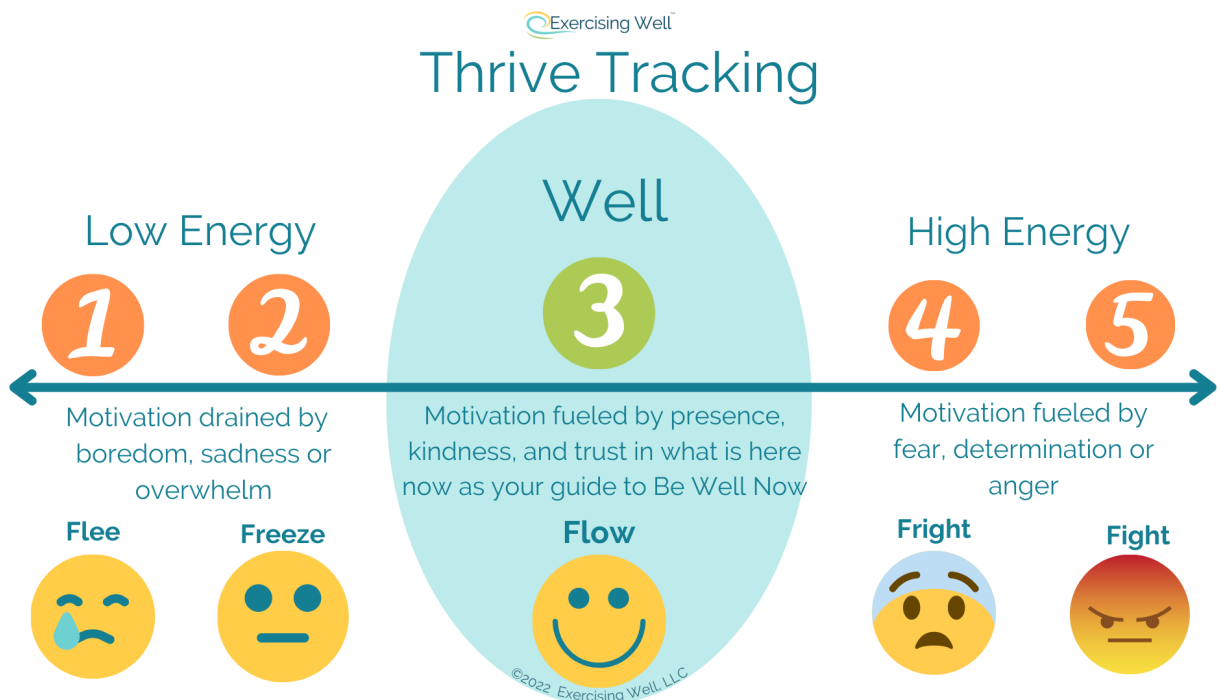 Exercising Well™
Thrive Tracking
Well
Low Energy
High Energy
1
2
3
4
5
Motivation drained by
boredom, sadness or
overwhelm
Motivation fueled by presence,
kindness, and trust in what is here
now as your guide to Be Well Now
Motivation fueled by
fear, determination or
anger
Flee
Freeze
Flow
Fright
Fight
©2022 Exercising Well, LLC